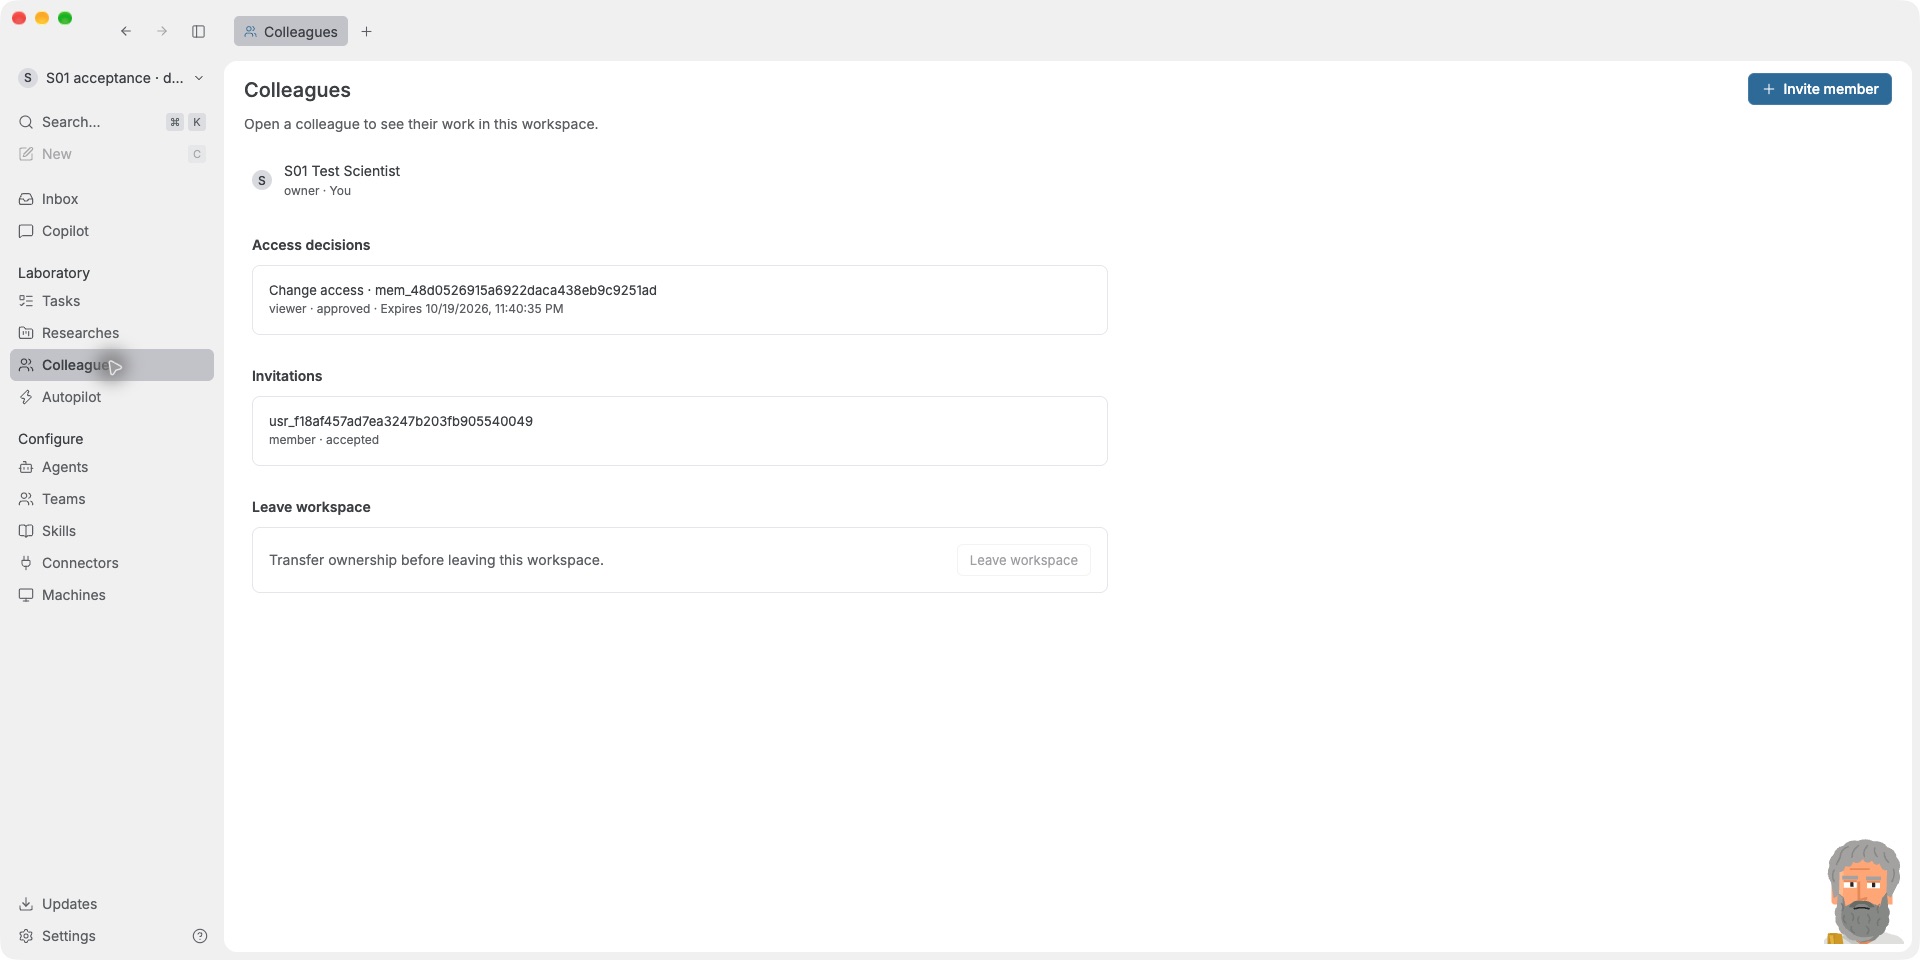 Colleagues
S01 acceptance · d...
Search... ⌘ K
New C
Inbox
Copilot
Laboratory
Tasks
Researches
Colleague
Autopilot
Configure
Agents
Teams
Skills
Connectors
Machines
Updates
Settings
Colleagues
Invite member
Open a colleague to see their work in this workspace.
S
S01 Test Scientist
owner · You
Access decisions
Change access · mem_48d0526915a6922daca438eb9c9251ad
viewer · approved · Expires 10/19/2026, 11:40:35 PM
Invitations
usr_f18af457ad7ea3247b203fb905540049
member · accepted
Leave workspace
Transfer ownership before leaving this workspace.
Leave workspace